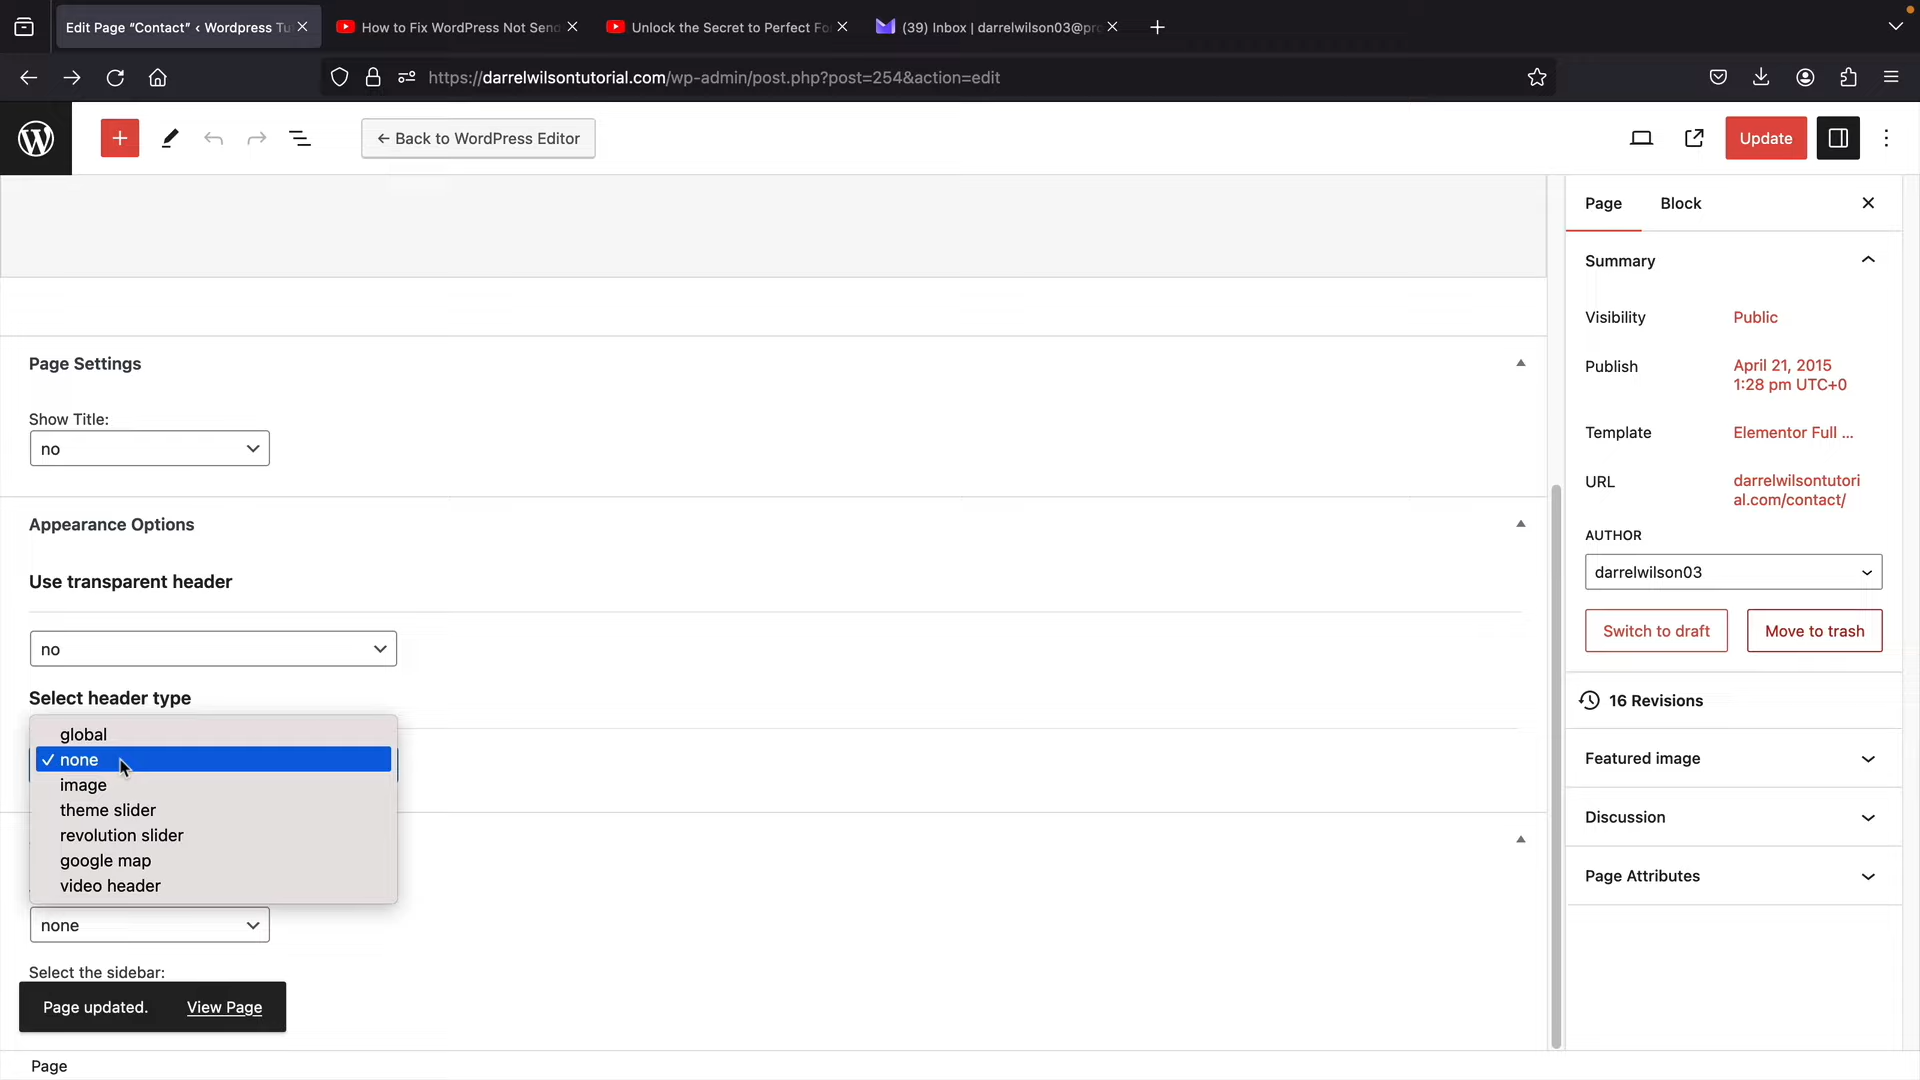 Edit Page “Contact” ‹ Wordpress Tu
How to Fix WordPress Not Send
Unlock the Secret to Perfect Fo
(39) Inbox | darrelwilson03@pro
https://darrelwilsontutorial.com/wp-admin/post.php?post=254&action=edit
← Back to WordPress Editor
Update
Page
Block
Summary
Visibility
Public
Publish
April 21, 2015
1:28 pm UTC+0
Template
Elementor Full ...
URL
darrelwilsontutori
al.com/contact/
AUTHOR
darrelwilson03
Switch to draft
Move to trash
16 Revisions
Featured image
Discussion
Page Attributes
Page Settings
Show Title:
no
Appearance Options
Use transparent header
no
Select header type
global
✓ none
image
theme slider
revolution slider
google map
video header
none
Select the sidebar:
Page updated.
View Page
Page